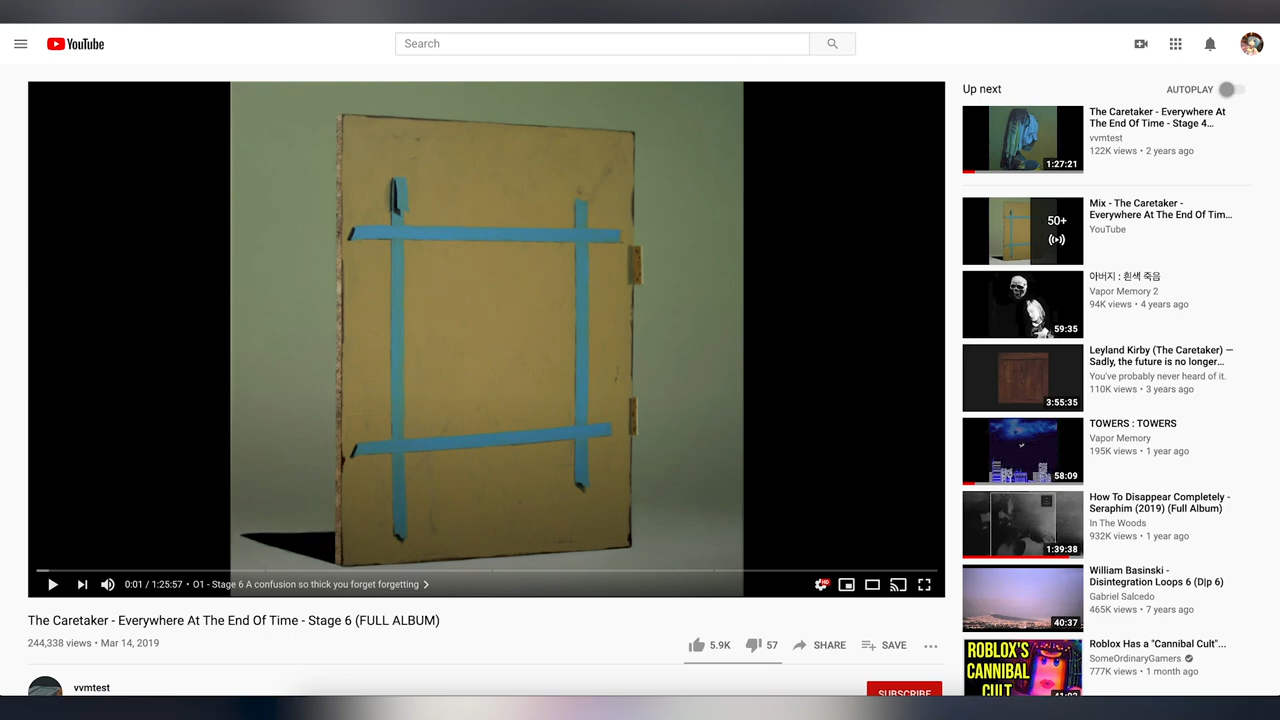 YouTube
Search
Up next
AUTOPLAY
The Caretaker - Everywhere At
The End Of Time - Stage 4...
vvmtest
122K views • 2 years ago
1:27:21
Mix - The Caretaker -
Everywhere At The End Of Tim...
YouTube
50+
아버지 : 흰색 죽음
Vapor Memory 2
94K views • 4 years ago
59:35
Leyland Kirby (The Caretaker) —
Sadly, the future is no longer...
You've probably never heard of it.
110K views • 3 years ago
3:55:35
TOWERS : TOWERS
Vapor Memory
195K views • 1 year ago
58:09
How To Disappear Completely -
Seraphim (2019) (Full Album)
In The Woods
932K views • 1 year ago
1:39:38
William Basinski -
Disintegration Loops 6 (D|p 6)
Gabriel Salcedo
465K views • 7 years ago
40:37
Roblox Has a "Cannibal Cult"...
SomeOrdinaryGamers
777K views • 1 month ago
ROBLOX'S
CANNIBAL
CULT
0:01 / 1:25:57 • O1 - Stage 6 A confusion so thick you forget forgetting
HD
The Caretaker - Everywhere At The End Of Time - Stage 6 (FULL ALBUM)
244,338 views • Mar 14, 2019
5.9K
57
SHARE
SAVE
vvmtest
SUBSCRIBE